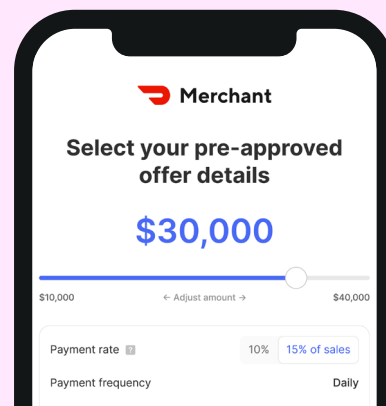 Merchant
Select your pre-approved
offer details
$30,000
$10,000 ← Adjust amount → $40,000
Payment rate ? 10% 15% of sales
Payment frequency Daily